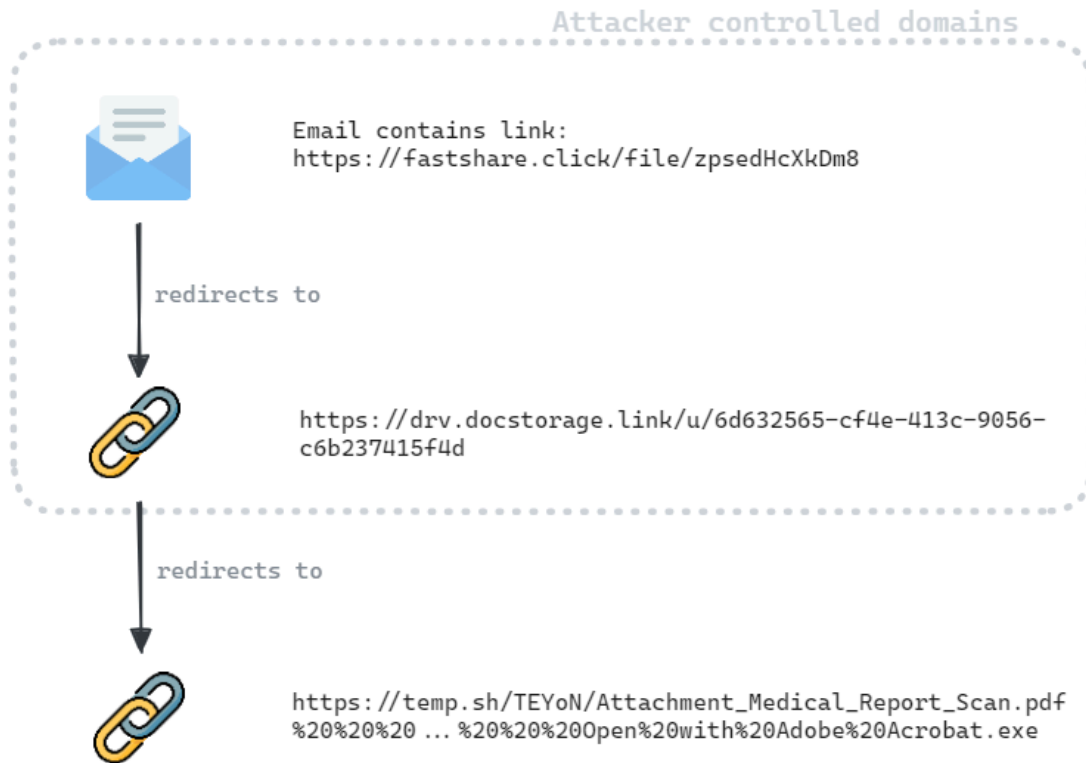 Attacker controlled domains
Email contains link:
https://fastshare.click/file/zpsedHcXkDm8
redirects to
https://drv.docstorage.link/u/6d632565-cf4e-413c-9056-
c6b237415f4d
redirects to
https://temp.sh/TEYoN/Attachment_Medical_Report_Scan.pdf
%20%20%20 ... %20%20%20Open%20with%20Adobe%20Acrobat.exe